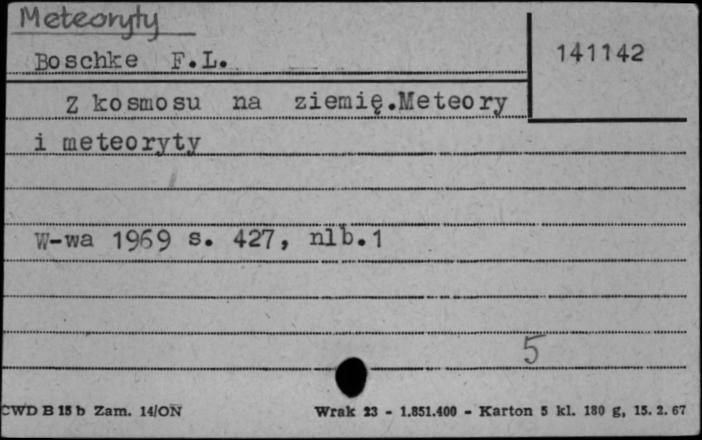 Meteoryty
Boschke F.L.
141142
Z kosmosu na ziemię.Meteory
i meteoryty
W-wa 1969 s. 427, nlb.1
5
CWD B 15 b Zam. 14/ON
Wrak 23 - 1.851.400 - Karton 5 kl. 180 g, 15. 2. 67